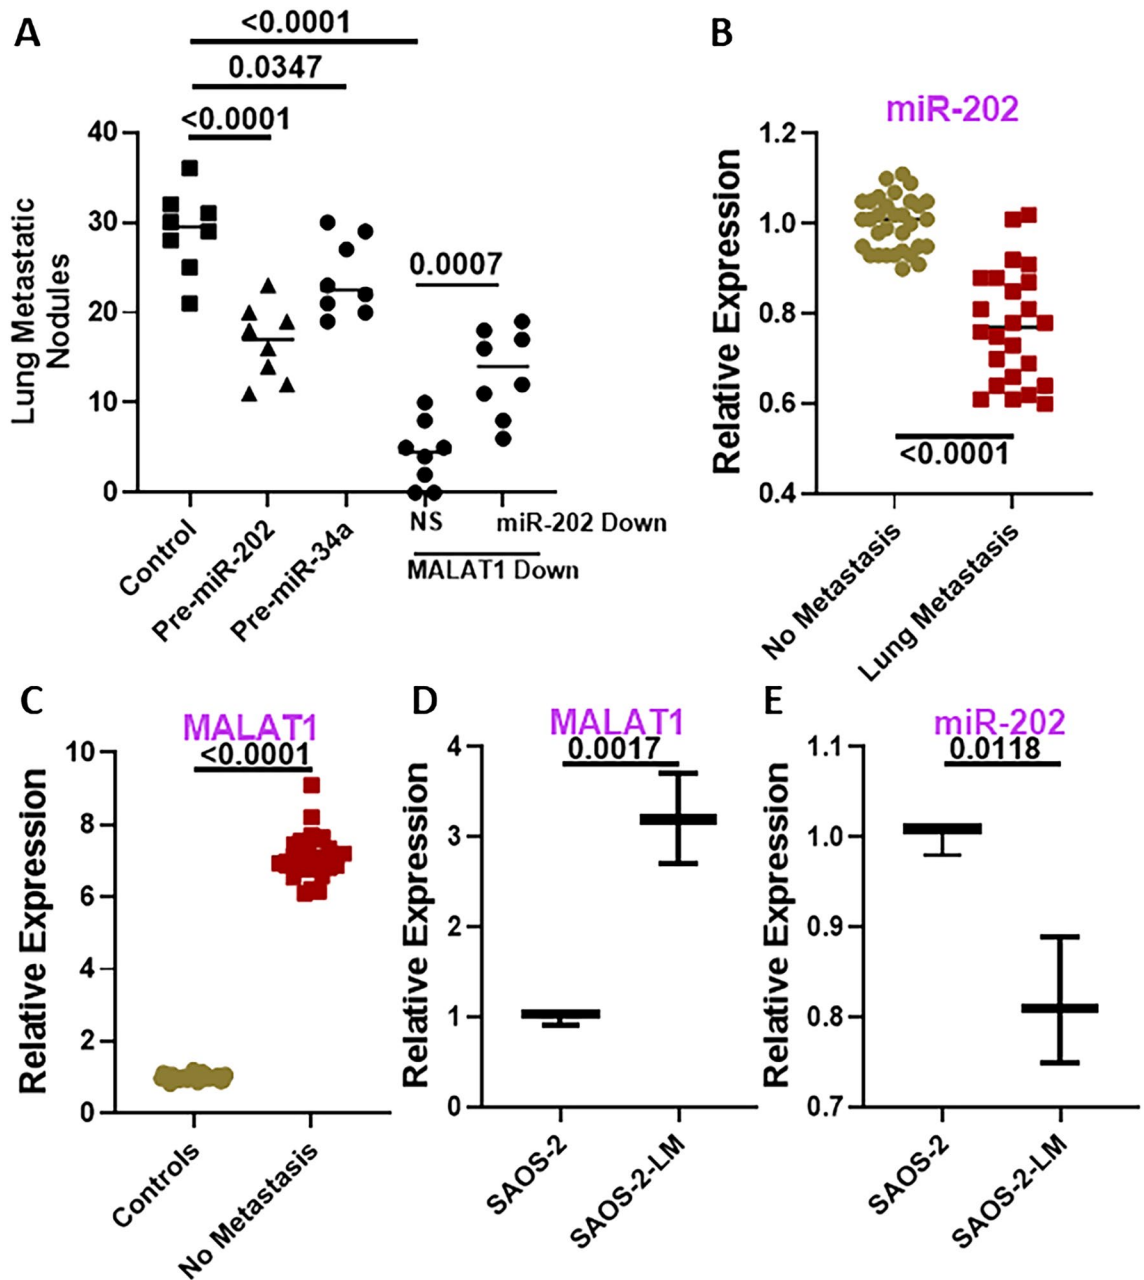 A
<0.0001
0.0347
<0.0001
0.0007
Lung Metastatic
Nodules
40
30
20
10
0
Control
Pre-miR-202
Pre-miR-34a
NS
miR-202 Down
MALAT1 Down
B
miR-202
Relative Expression
1.2
1.0
0.8
0.6
0.4
<0.0001
No Metastasis
Lung Metastasis
C
MALAT1
<0.0001
Relative Expression
10
8
6
4
2
0
Controls
No Metastasis
D
MALAT1
0.0017
Relative Expression
4
3
2
1
0
SAOS-2
SAOS-2-LM
E
miR-202
0.0118
Relative Expression
1.1
1.0
0.9
0.8
0.7
SAOS-2
SAOS-2-LM